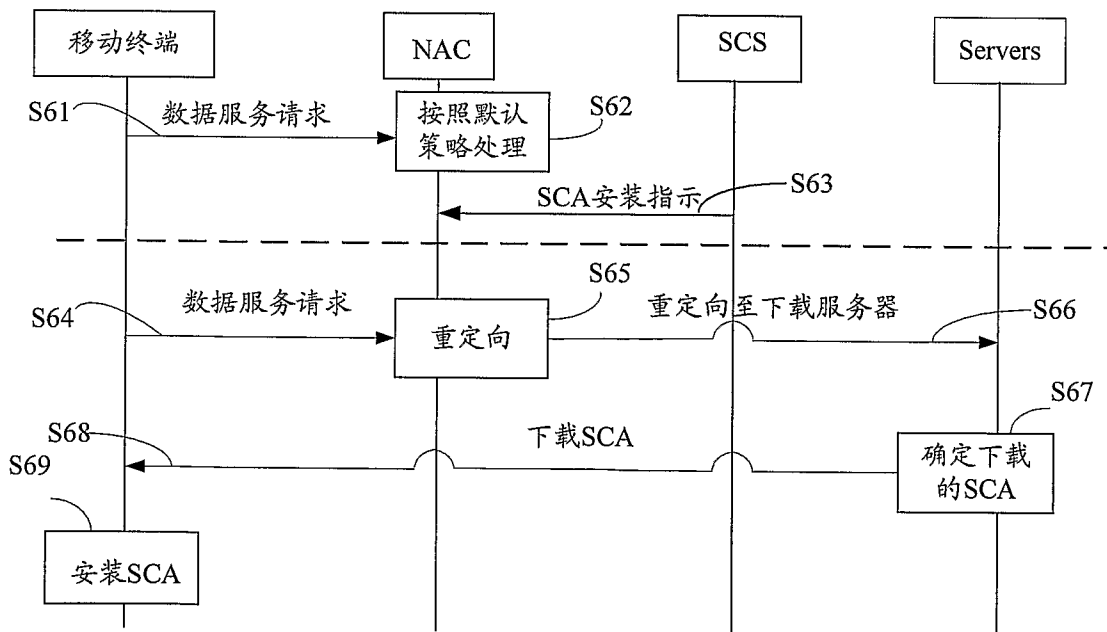 移动终端
NAC
SCS
Servers
S61
数据服务请求
按照默认
策略处理
S62
SCA安装指示
S63
S64
数据服务请求
重定向
S65
重定向至下载服务器
S66
S67
S68
下载SCA
确定下载
的SCA
S69
安装SCA